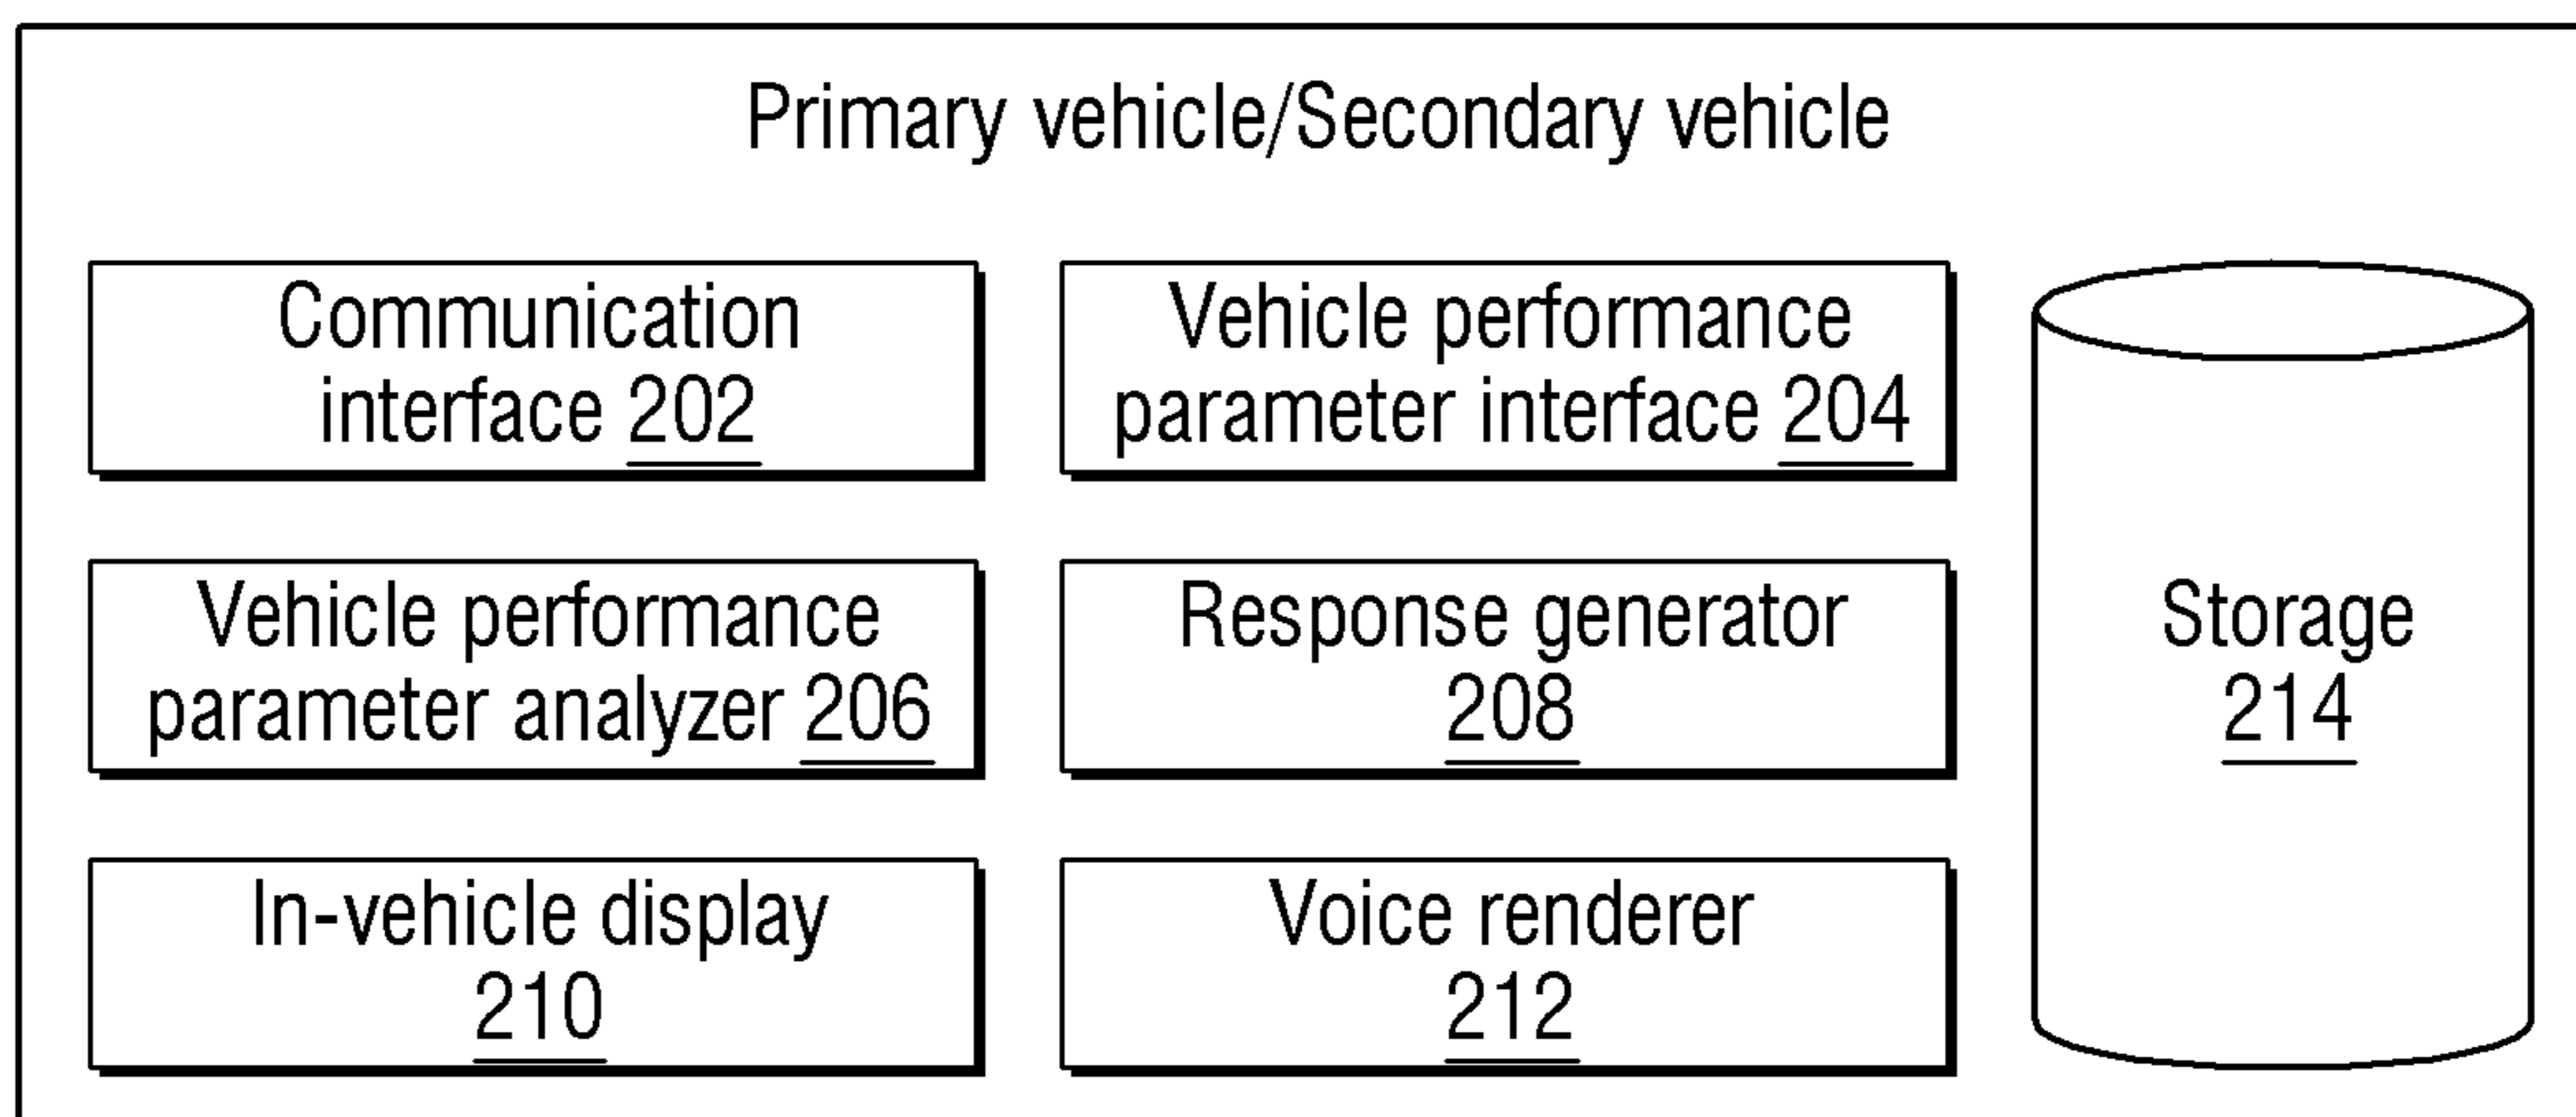 Primary vehicle/Secondary vehicle
Communication
interface 202
Vehicle performance
parameter interface 204
Vehicle performance
parameter analyzer 206
Response generator
208
Storage
214
In-vehicle display
210
Voice renderer
212